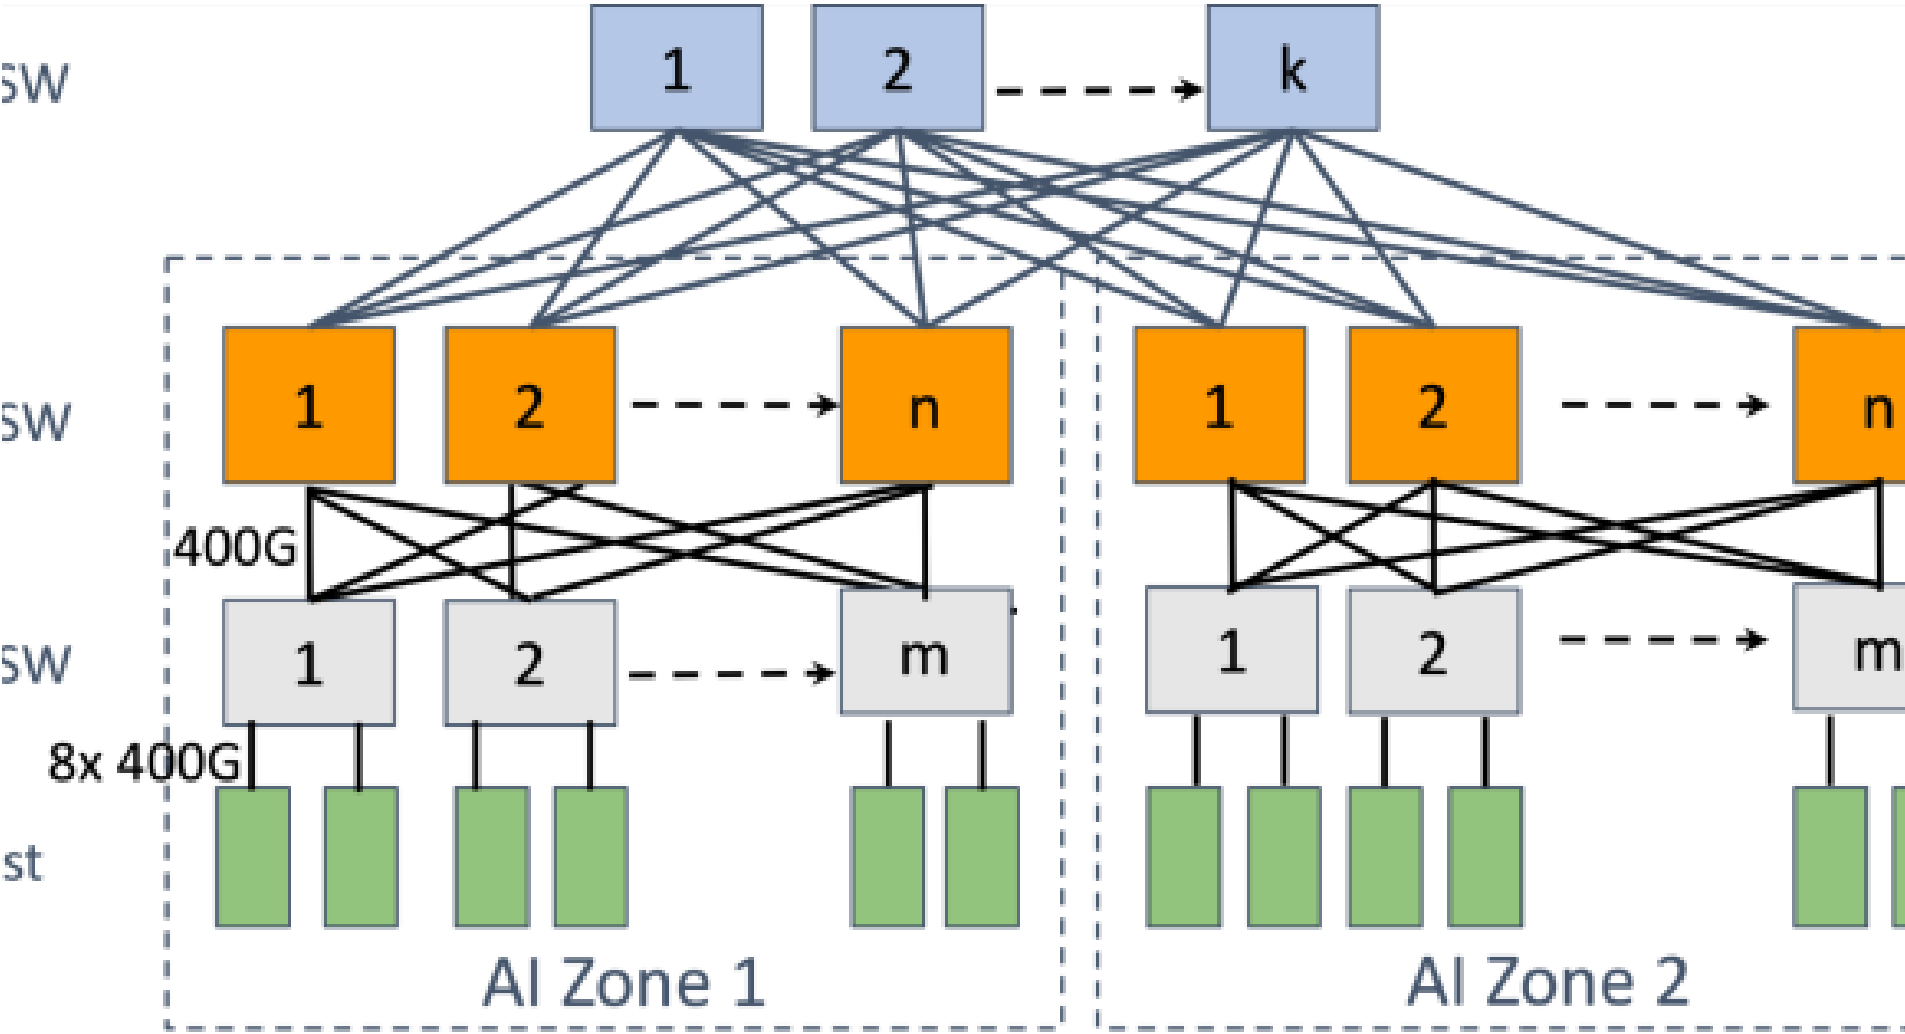 SW
1 2 k
SW
1 2 n 1 2 n
400G
SW
1 2 m 1 2 m
8x 400G
st
AI Zone 1 AI Zone 2